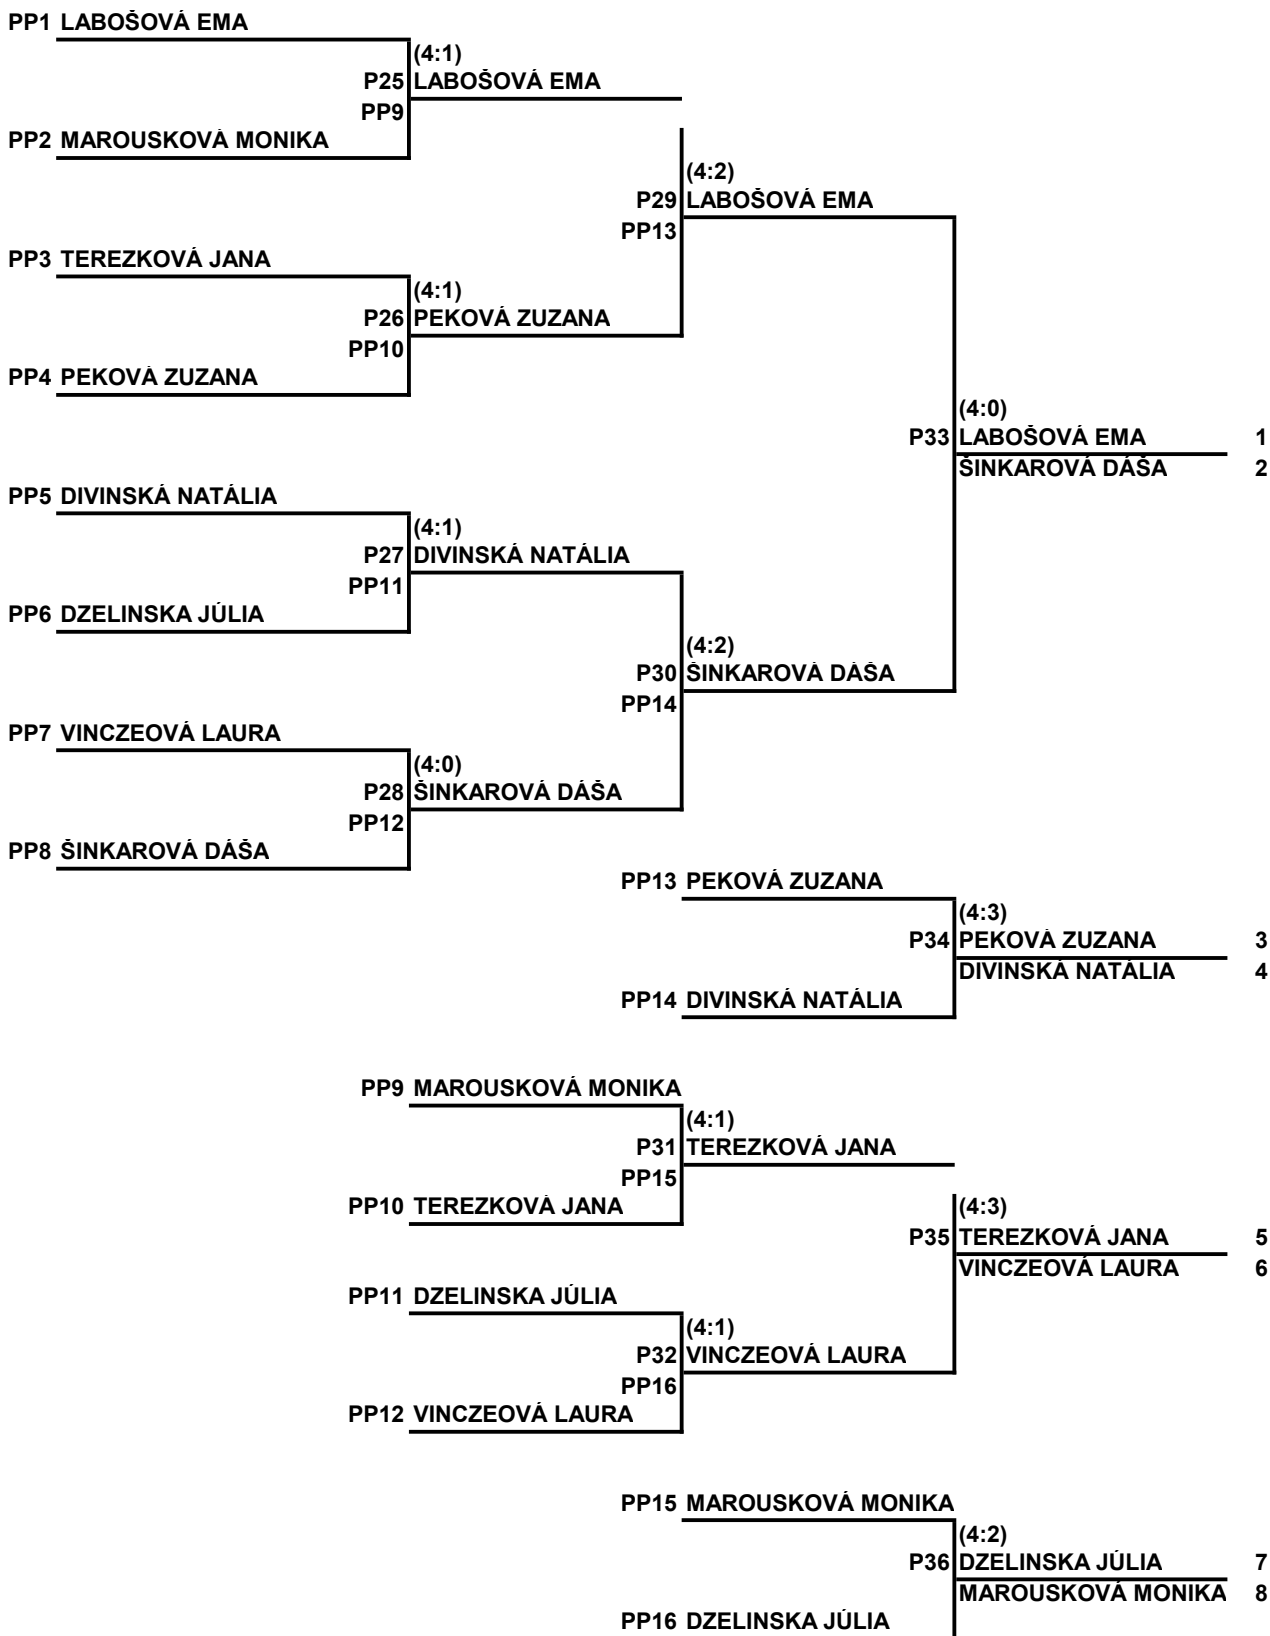 PP1 LABOŠOVÁ EMA
(4:1)
P25 LABOŠOVÁ EMA
PP9
PP2 MAROUSKOVÁ MONIKA
(4:2)
P29 LABOŠOVÁ EMA
PP13
PP3 TEREZKOVÁ JANA
(4:1)
P26 PEKOVÁ ZUZANA
PP10
PP4 PEKOVÁ ZUZANA
(4:0)
P33 LABOŠOVÁ EMA 1
ŠINKAROVÁ DÁŠA 2
PP5 DIVINSKÁ NATÁLIA
(4:1)
P27 DIVINSKÁ NATÁLIA
PP11
PP6 DZELINSKA JÚLIA
(4:2)
P30 ŠINKAROVÁ DÁŠA
PP14
PP7 VINCZEOVÁ LAURA
(4:0)
P28 ŠINKAROVÁ DÁŠA
PP12
PP8 ŠINKAROVÁ DÁŠA
PP13 PEKOVÁ ZUZANA
(4:3)
P34 PEKOVÁ ZUZANA 3
DIVINSKÁ NATÁLIA 4
PP14 DIVINSKÁ NATÁLIA
PP9 MAROUSKOVÁ MONIKA
(4:1)
P31 TEREZKOVÁ JANA
PP15
PP10 TEREZKOVÁ JANA
(4:3)
P35 TEREZKOVÁ JANA 5
VINCZEOVÁ LAURA 6
PP11 DZELINSKA JÚLIA
(4:1)
P32 VINCZEOVÁ LAURA
PP16
PP12 VINCZEOVÁ LAURA
PP15 MAROUSKOVÁ MONIKA
(4:2)
P36 DZELINSKA JÚLIA 7
MAROUSKOVÁ MONIKA 8
PP16 DZELINSKA JÚLIA